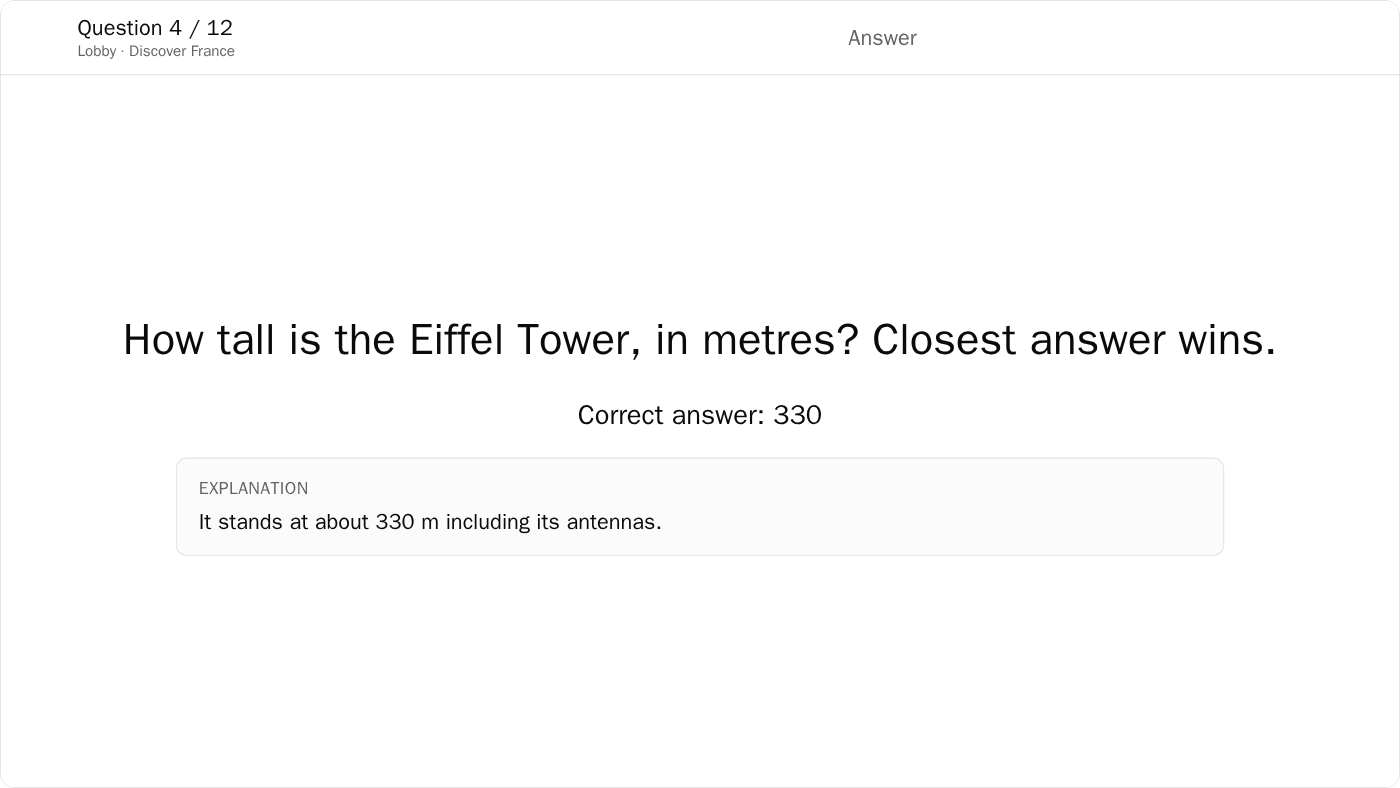 Question 4 / 12
Lobby · Discover France
Answer
How tall is the Eiffel Tower, in metres? Closest answer wins.
Correct answer: 330
EXPLANATION
It stands at about 330 m including its antennas.